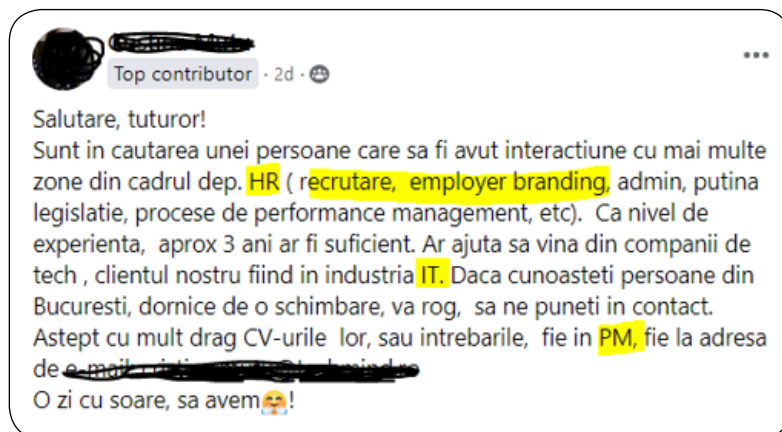 Top contributor · 2d ·
Salutare, tuturor!
Sunt in cautarea unei persoane care sa fi avut interactiune cu mai multe
zone din cadrul dep. HR ( recrutare, employer branding, admin, putina
legislatie, procese de performance management, etc). Ca nivel de
experienta, aprox 3 ani ar fi suficient. Ar ajuta sa vina din companii de
tech , clientul nostru fiind in industria IT. Daca cunoasteti persoane din
Bucuresti, dornice de o schimbare, va rog, sa ne puneti in contact.
Astept cu mult drag CV-urile lor, sau intrebarile, fie in PM, fie la adresa
de
O zi cu soare, sa avem🤗!